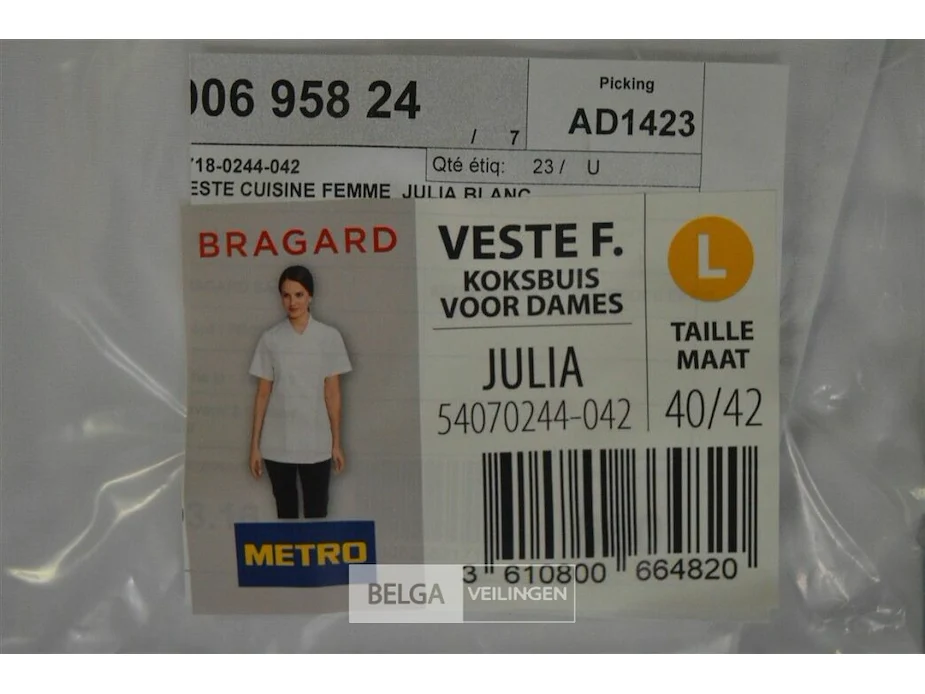 006 958 24
/ 7
Picking
AD1423
718-0244-042
Qté étiq: 23 / U
ESTE CUISINE FEMME JULIA BLANC
BRAGARD
METRO
VESTE F.
KOKSBUIS
VOOR DAMES
JULIA
54070244-042
L
TAILLE
MAAT
40/42
3 610800 664820
BELGA VEILINGEN